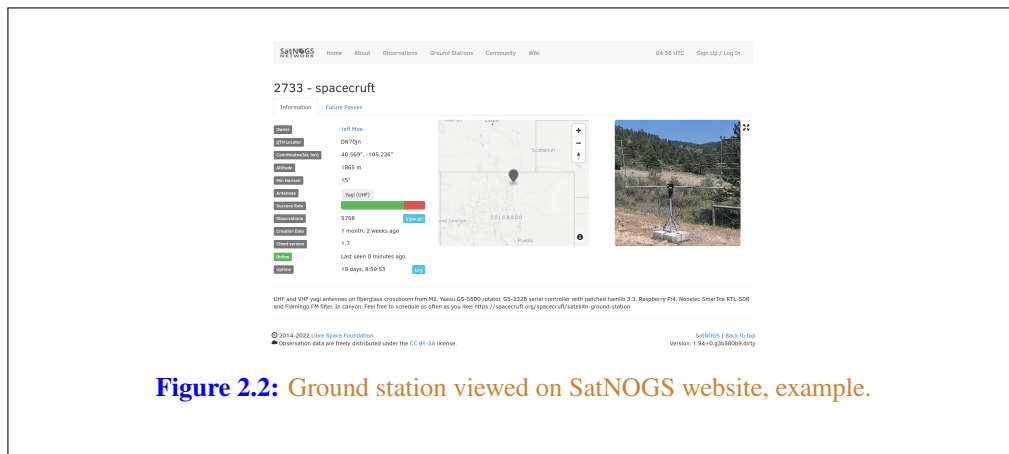 SatNOGS
NETWORK
Home About Observations Ground Stations Community Wiki 04:56 UTC Sign Up / Log In
2733 - spacecruft
Information Future Passes
Owner Jeff Moe
QTH Locator DN70jn
Coordinates(lat, lon) 40.569°, -105.226°
Altitude 1865 m
Min Horizon 15°
Antennas Yagi (UHF)
Success Rate
Observations 5758 View all
Creation Date 1 month, 2 weeks ago
Client version 1.7
Online Last seen 0 minutes ago
Uptime 19 days, 8:59:53 Log
Scottsbluff
COLORADO
Pueblo
UHF and VHF yagi antennas on fiberglass crossboom from M2. Yaesu GS-5500 rotator. GS-232B serial controller with patched hamlib 3.3. Raspberry Pi4. Nooelec SmarTee RTL-SDR
and Flamingo FM filter. In canyon. Feel free to schedule as often as you like! https://spacecruft.org/spacecruft/satellite-ground-station
© 2014-2022 Libre Space Foundation. SatNOGS | Back to top
Observation data are freely distributed under the CC BY-SA license. Version: 1.94+0.g3b580b9.dirty
Figure 2.2: Ground station viewed on SatNOGS website, example.